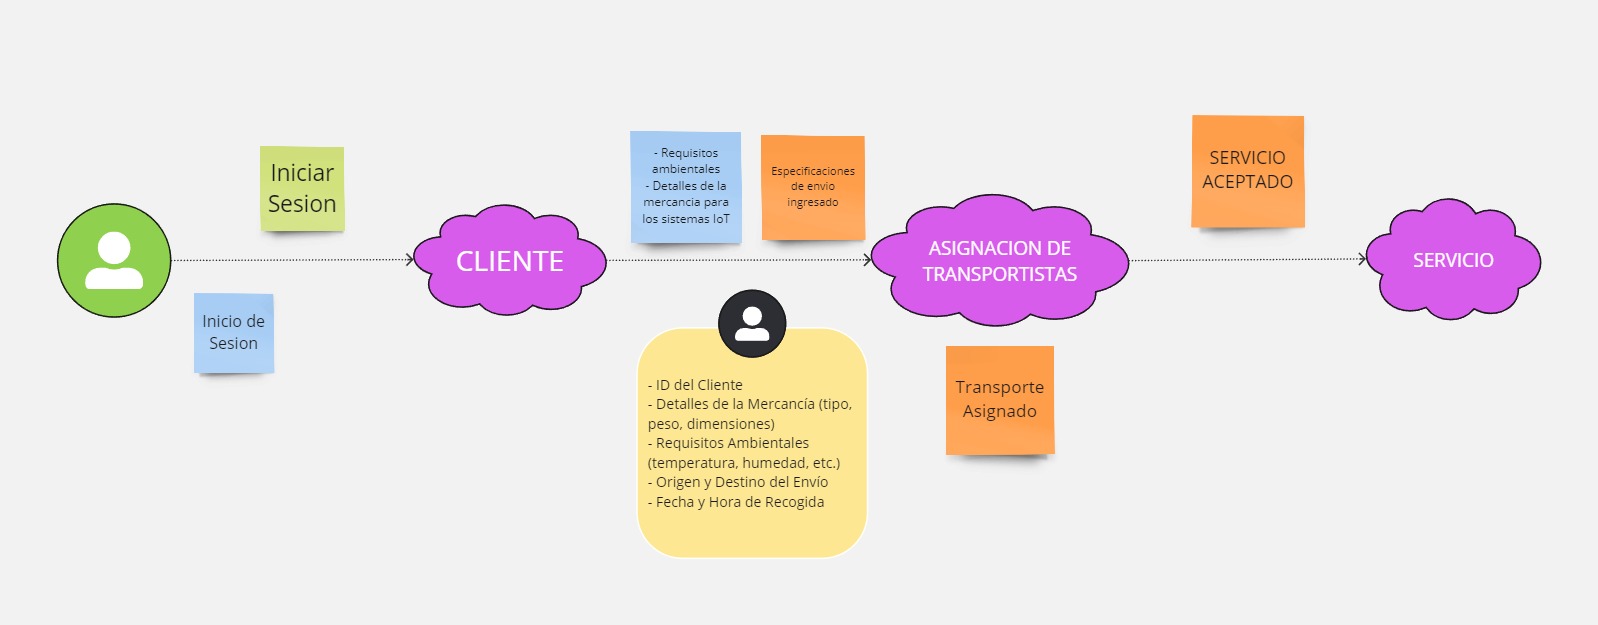 Iniciar
Sesion
Inicio de
Sesion
CLIENTE
- Requisitos
ambientales
- Detalles de la
mercancia para
los sistemas IoT
Especificaciones
de envio
ingresado
- ID del Cliente
- Detalles de la Mercancía (tipo,
peso, dimensiones)
- Requisitos Ambientales
(temperatura, humedad, etc.)
- Origen y Destino del Envío
- Fecha y Hora de Recogida
ASIGNACION DE
TRANSPORTISTAS
Transporte
Asignado
SERVICIO
ACEPTADO
SERVICIO